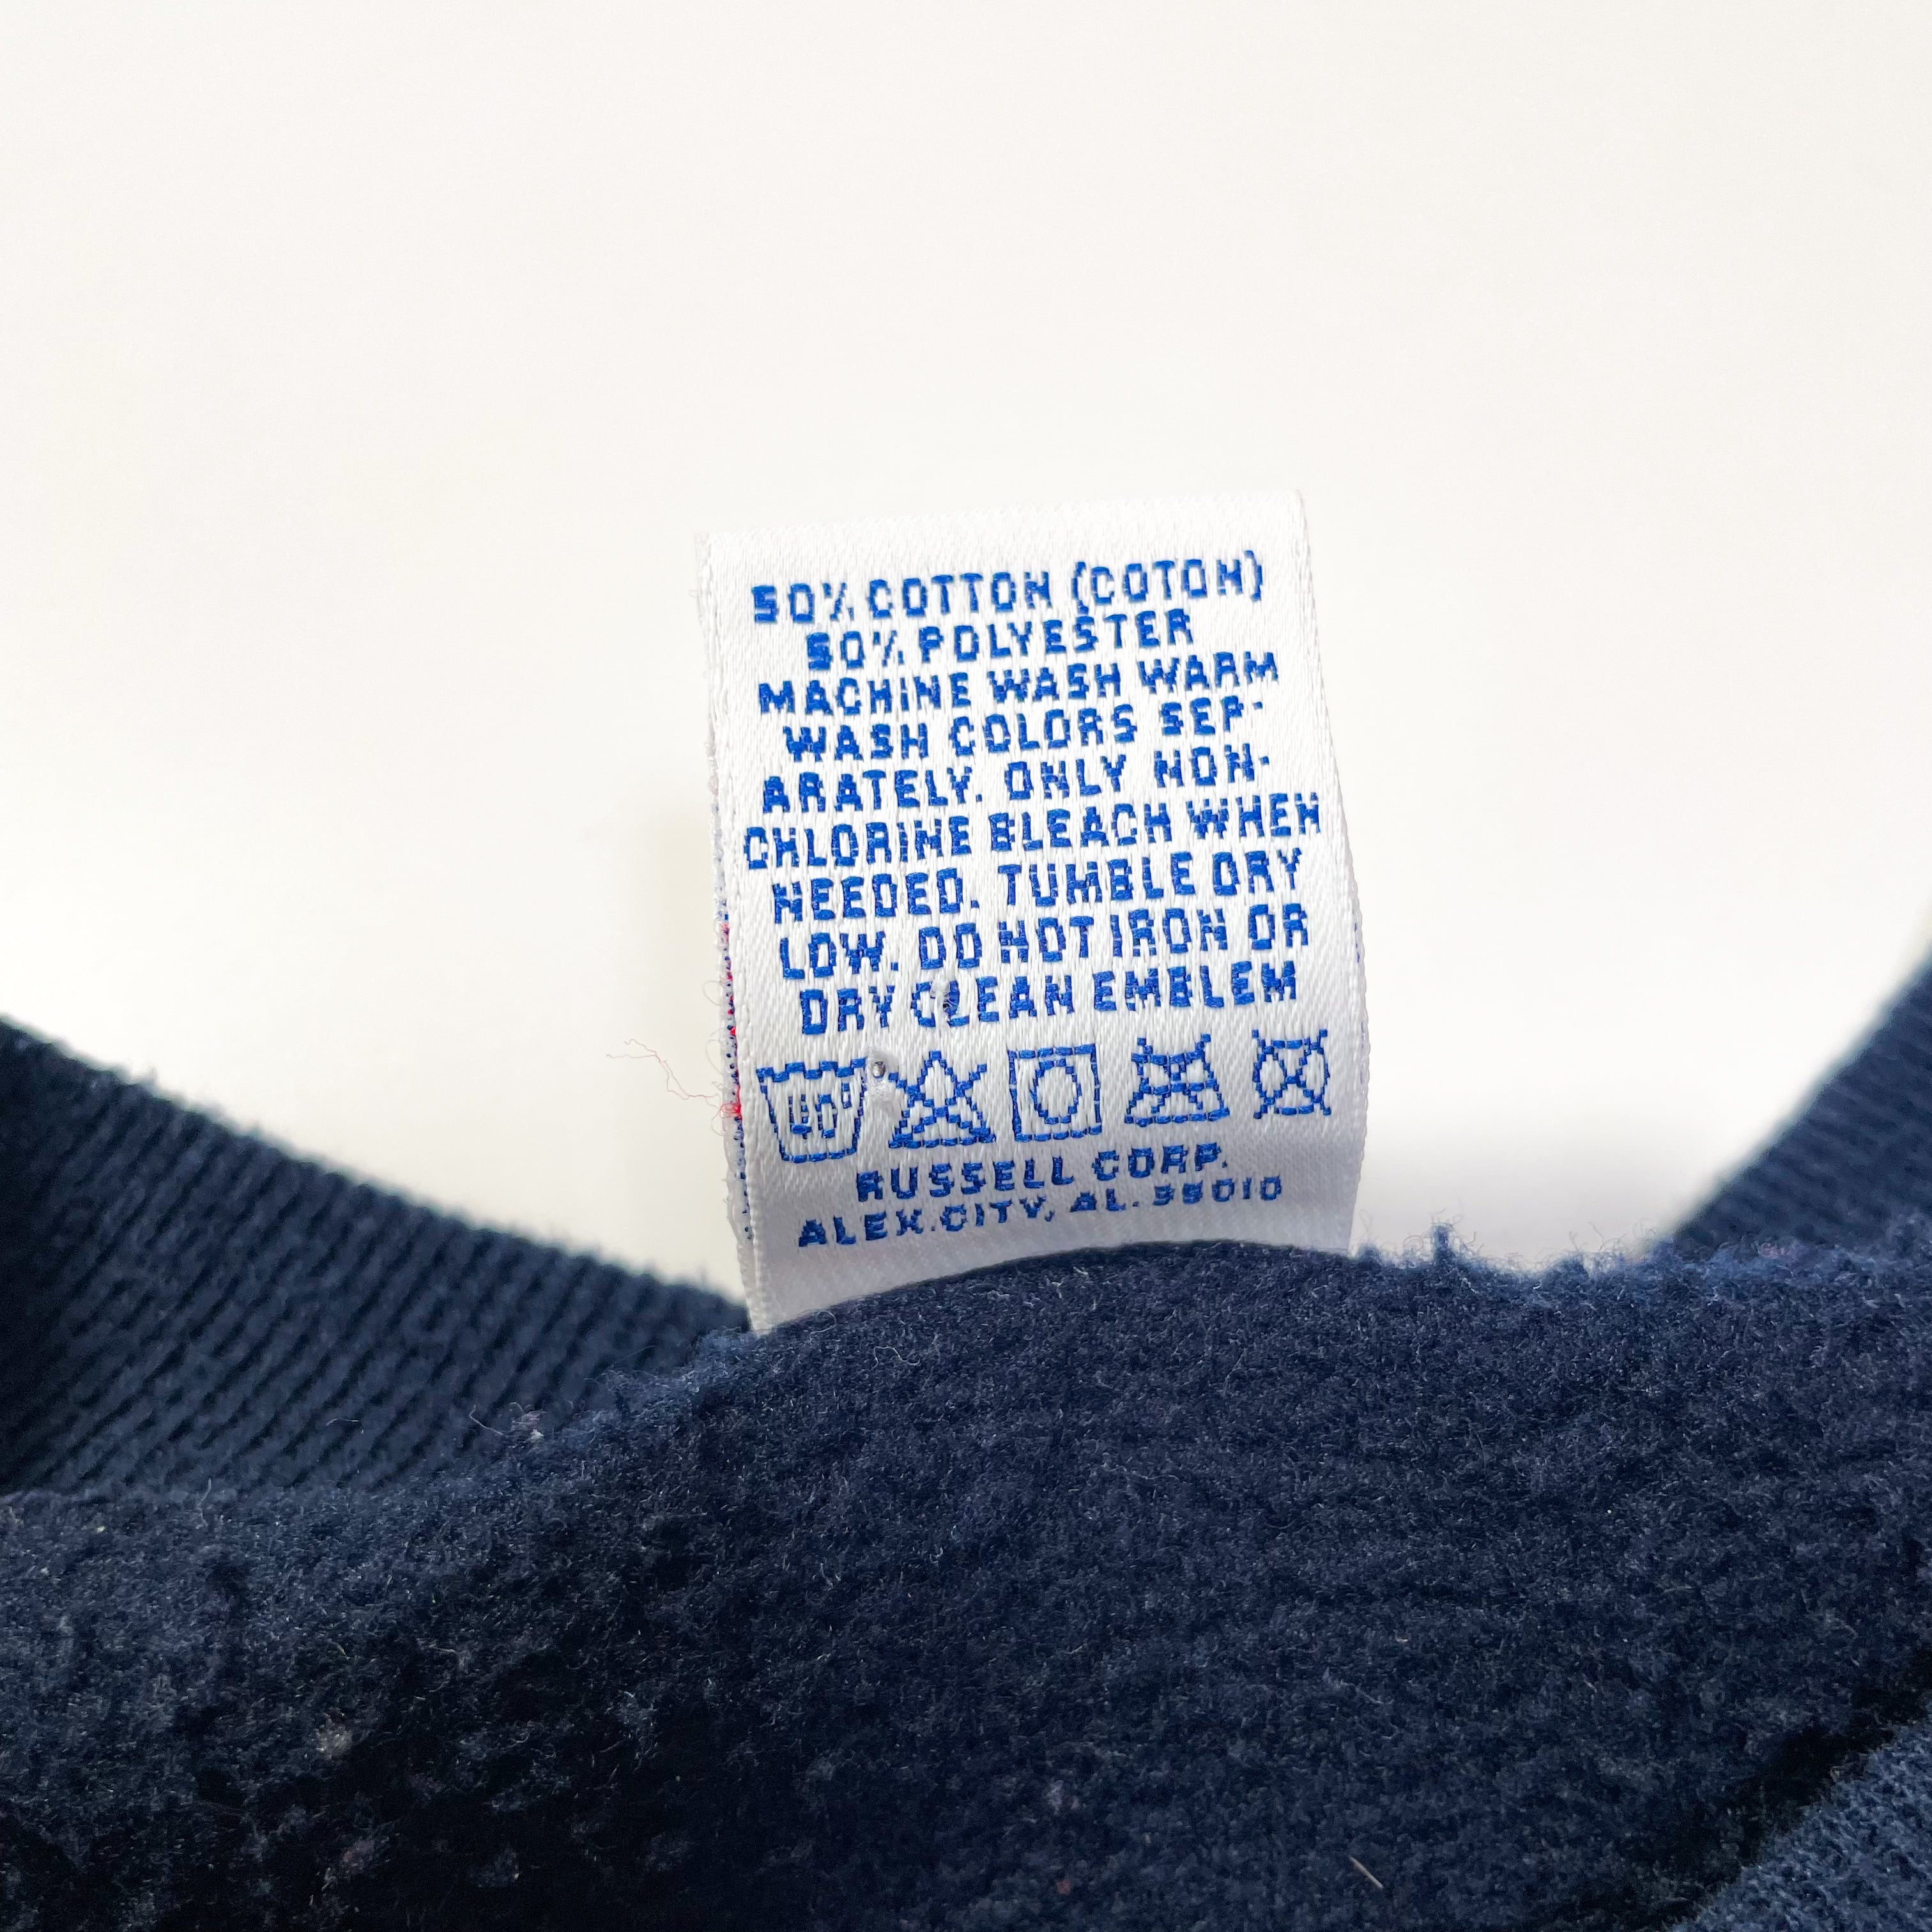 50% COTTON (COTON)
50% POLYESTER
MACHINE WASH WARM
WASH COLORS SEP-
ARATELY. ONLY NON-
CHLORINE BLEACH WHEN
NEEDED. TUMBLE DRY
LOW. DO NOT IRON OR
DRY CLEAN EMBLEM
40°
RUSSELL CORP.
ALEX.CITY, AL. 35010